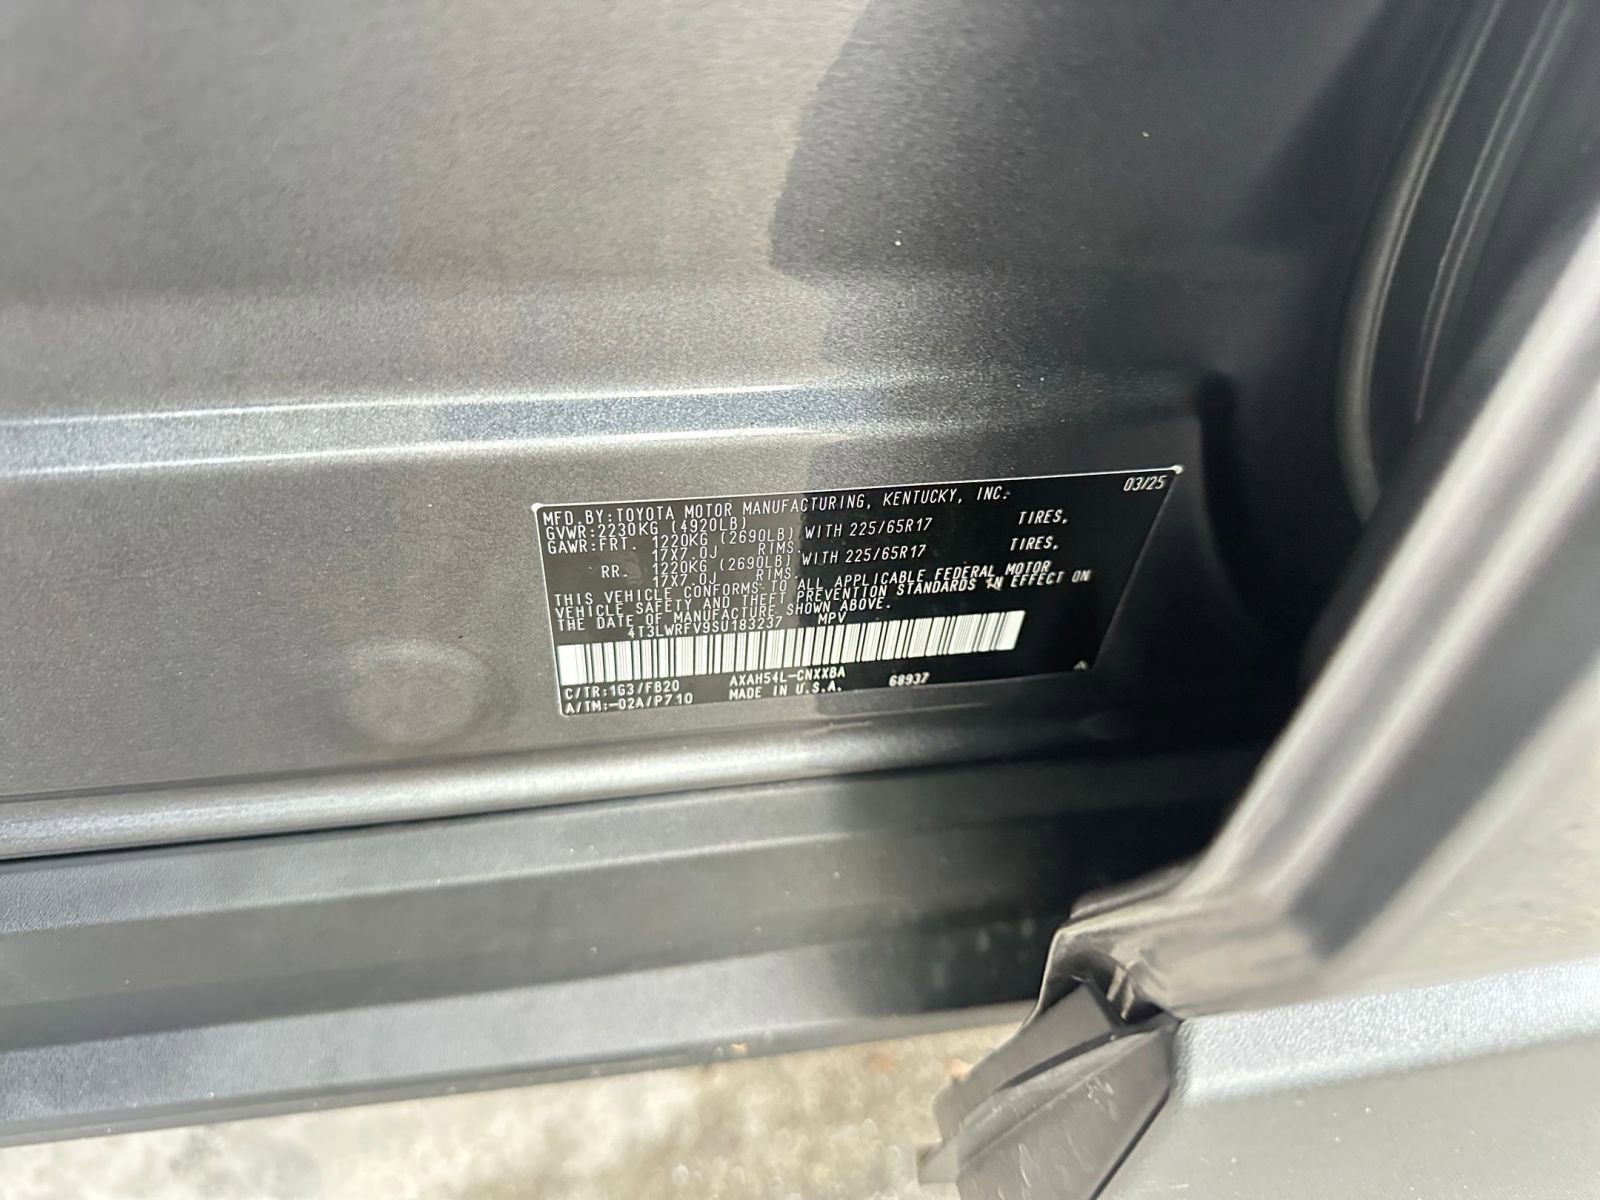 MFD. BY: TOYOTA MOTOR MANUFACTURING, KENTUCKY, INC. 03/25
GVWR: 2230KG (4920LB)
GAWR: FRT. 1220KG (2690LB) WITH 225/65R17 TIRES,
17X7.0J RIMS.
RR. 1220KG (2690LB) WITH 225/65R17 TIRES,
17X7.0J RIMS.
THIS VEHICLE CONFORMS TO ALL APPLICABLE FEDERAL MOTOR
VEHICLE SAFETY AND THEFT PREVENTION STANDARDS IN EFFECT ON
THE DATE OF MANUFACTURE SHOWN ABOVE.
4T3LWRFV9SU183237 MPV
C/TR: 1G3/FB20 AXAH54L-CNXXBA 68937
A/TM: -02A/P710 MADE IN U.S.A.